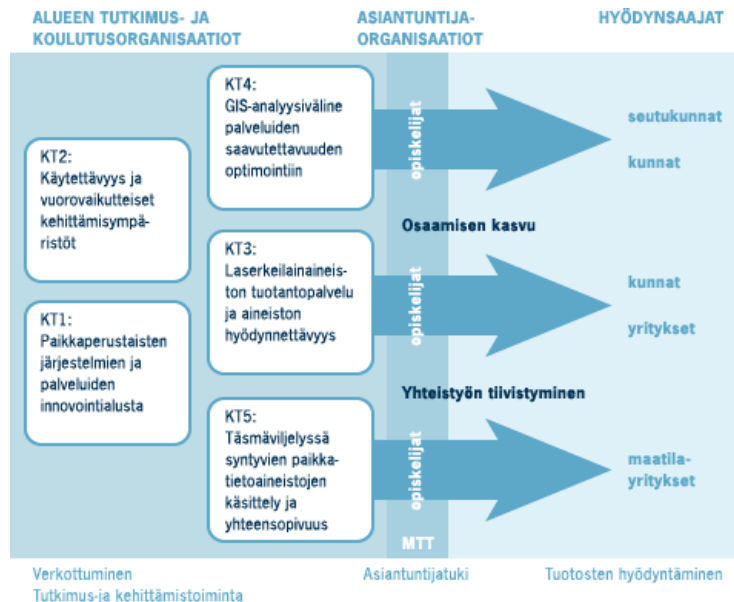 ALUEEN TUTKIMUS- JA
KOULUTUSORGANISAATIOT
ASIANTUNTIJA-
ORGANISAATIOT
HYÖDYNSAAJAT
KT2:
Käytettävyys ja
vuorovaikutteiset
kehittämisympä-
ristöt
KT1:
Paikkaperustaisten
järjestelmien ja
palveluiden
innovointialusta
KT4:
GIS-analyysiväline
palveluiden
saavutettavuuden
optimointiin
opiskelijat
seutukunnat
kunnat
Osaamisen kasvu
KT3:
Laserkeilainaineis-
ton tuotantopalvelu
ja aineiston
hyödynnettävyys
opiskelijat
kunnat
yritykset
Yhteistyön tiivistyminen
KT5:
Täsmäviljelyssä
syntyvien paikka-
tietoaineistojen
käsittely ja
yhteensopivuus
opiskelijat
maatila-
yritykset
MTT
Verkottuminen
Tutkimus-ja kehittämistoiminta
Asiantuntijatuki
Tuotosten hyödyntäminen